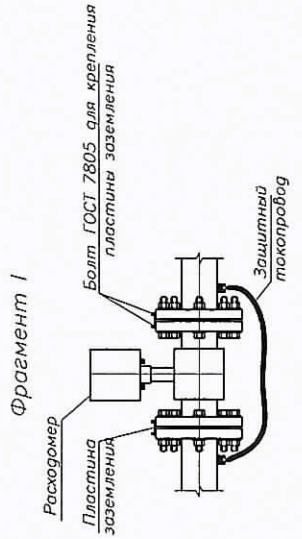 Фрагмент I
Расходомер
Пластина
заземления
Болт ГОСТ 7805 для крепления
пластины заземления
Защитный
токопровод